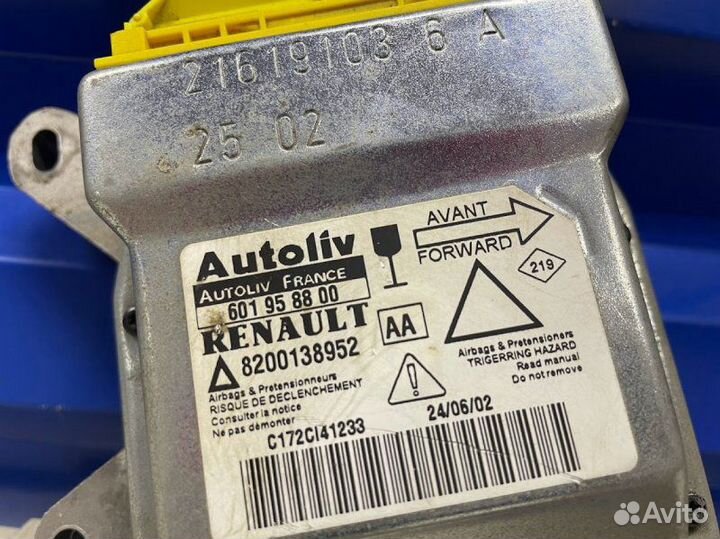 21619103 6 A
25 02
Autoliv
AUTOLIV FRANCE
601 95 88 00
RENAULT
8200138952
AA
AVANT
FORWARD
219
Airbags & Pretensionneurs
RISQUE DE DECLENCHEMENT
Consulter la notice
Ne pas démonter
Airbags & Pretensioners
TRIGERRING HAZARD
Read manual
Do not remove
24/06/02
C172CI41233
Avito